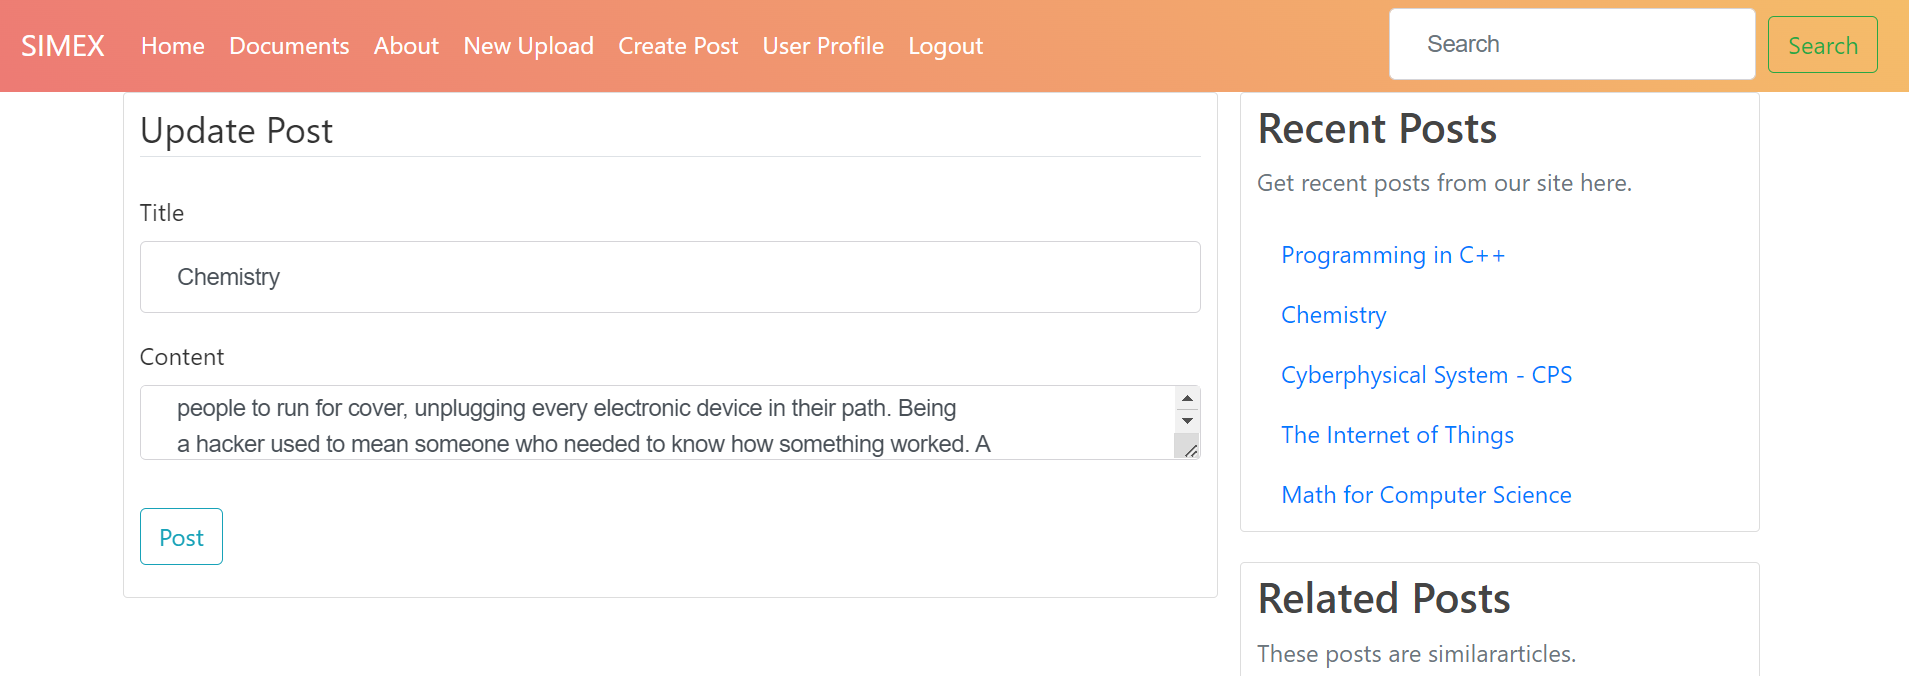 SIMEX Home Documents About New Upload Create Post User Profile Logout Search Search
Update Post
Title
Chemistry
Content
people to run for cover, unplugging every electronic device in their path. Being
a hacker used to mean someone who needed to know how something worked. A
Post
Recent Posts
Get recent posts from our site here.
Programming in C++
Chemistry
Cyberphysical System - CPS
The Internet of Things
Math for Computer Science
Related Posts
These posts are similararticles.